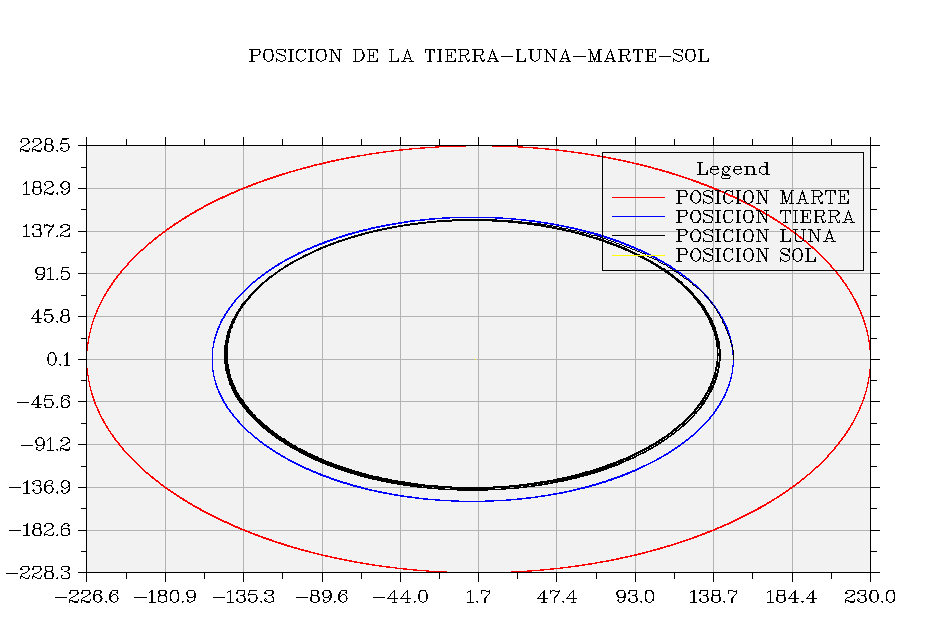 POSICION DE LA TIERRA-LUNA-MARTE-SOL
228.5
182.9
137.2
91.5
45.8
0.1
-45.6
-91.2
-136.9
-182.6
-228.3
Legend
POSICION MARTE
POSICION TIERRA
POSICION LUNA
POSICION SOL
-226.6 -180.9 -135.3 -89.6 -44.0 1.7 47.4 93.0 138.7 184.4 230.0